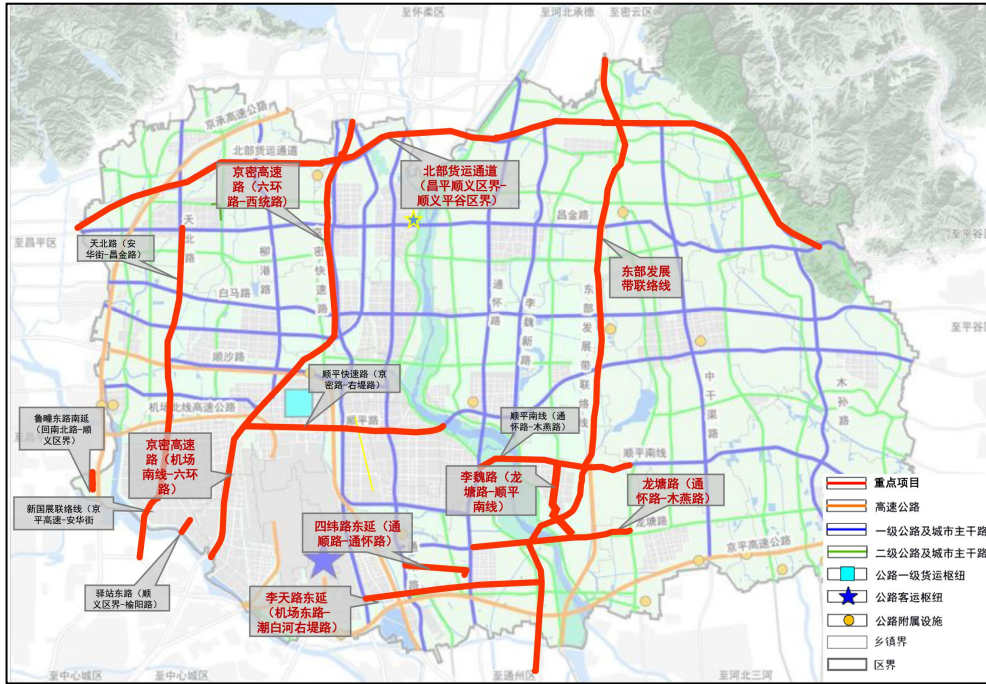 至怀柔区
至河北承德
至密云区
京承高速公路
北部货运通道
京密高速
路（六环
路-西统路）
北部货运通道
（昌平顺义区界-
顺义平谷区界）
至昌平区
天北路（安
华街-昌金路）
天北路
柳港路
京密快速路
昌金路
至平谷区
东部发展
带联络线
白马路
通怀路
李魏新路
东部发展带联络线
至平谷区
顺沙路
顺平快速路（京
密路-右堤路）
中干渠路
木孙路
机场北线高速公路
顺平路
鲁疃东路南延
（回南北路-顺
义区界）
京密高速
路（机场
南线-六环
路）
顺平南线（通
怀路-木燕路）
顺平南线
李魏路（龙
塘路-顺平
南线）
龙塘路（通
怀路-木燕路）
龙塘路
新国展联络线（京
平高速-安华街
四纬路东延（通
顺路-通怀路）
京平高速公路
驿站东路（顺
义区界-榆阳路）
李天路东延
（机场东路-
潮白河右堤路）
重点项目
高速公路
一级公路及城市主干路
二级公路及城市主干路
公路一级货运枢纽
公路客运枢纽
公路附属设施
乡镇界
区界
至中心城区
至中心城区
至通州区
至河北三河